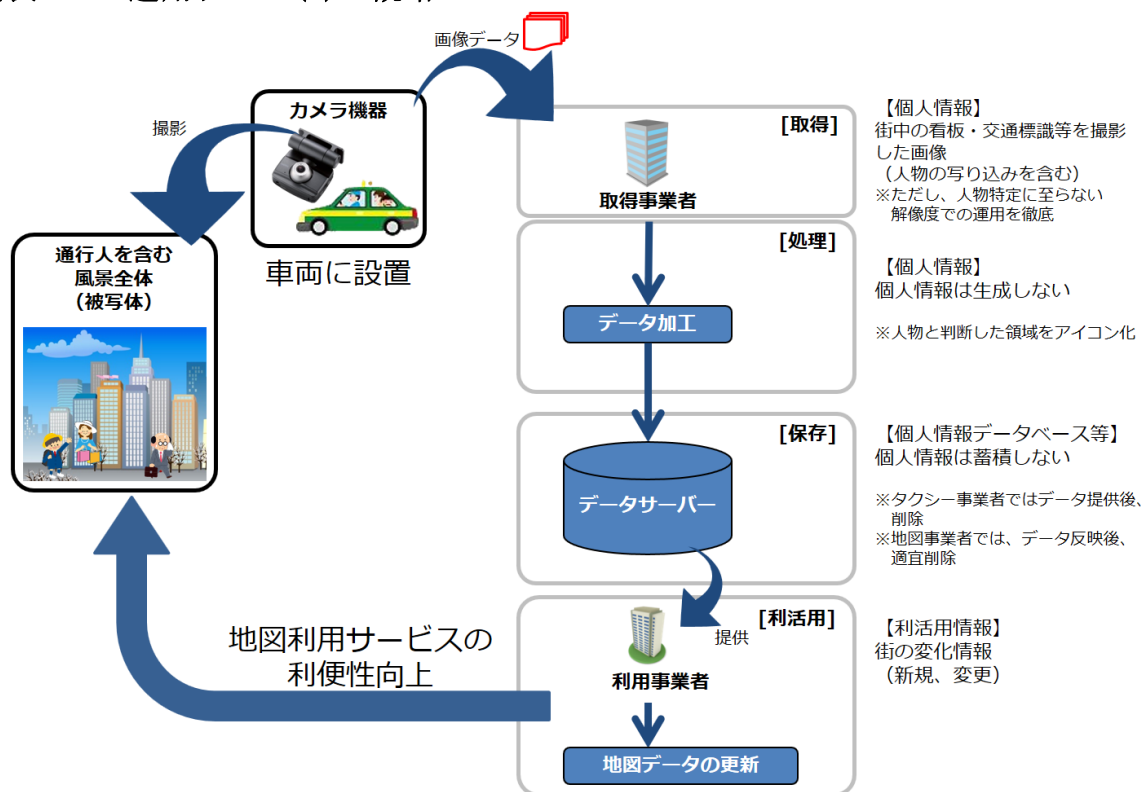 画像データ
カメラ機器
撮影
車両に設置
通行人を含む
風景全体
（被写体）
[取得]
取得事業者
【個人情報】
街中の看板・交通標識等を撮影
した画像
（人物の写り込みを含む）
※ただし、人物特定に至らない
解像度での運用を徹底
[処理]
データ加工
【個人情報】
個人情報は生成しない
※人物と判断した領域をアイコン化
[保存]
データサーバー
【個人情報データベース等】
個人情報は蓄積しない
※タクシー事業者ではデータ提供後、
削除
※地図事業者では、データ反映後、
適宜削除
[利活用]
提供
利用事業者
地図データの更新
【利活用情報】
街の変化情報
（新規、変更）
地図利用サービスの
利便性向上